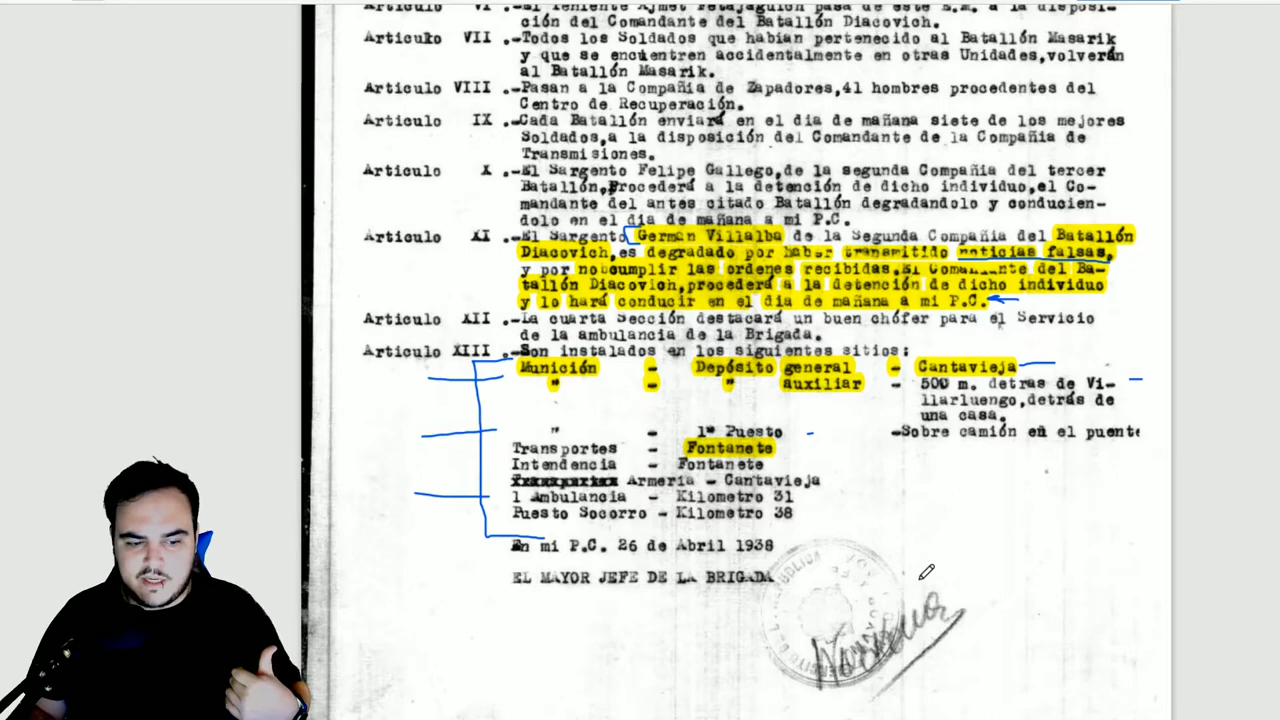 Articulo VI .-El Teniente Ajmet Fetajaguich pasa de este E.M. a la disposi-
ción del Comandante del Batallón Diacovich.
Articulo VII .-Todos los Soldados que habían pertenecido al Batallón Masarik
y que se encuentren accidentalmente en otras Unidades,volverán
al Batallón Masarik.
Articulo VIII .-Pasan a la Compañia de Zapadores,41 hombres procedentes del
Centro de Recuperación.
Articulo IX .-Cada Batallón enviará en el dia de mañana siete de los mejores
Soldados,a la disposición del Comandante de la Compañia de
Transmisiones.
Articulo X .-El Sargento Felipe Gallego,de la segunda Compañia del tercer
Batallón,Procederá a la detención de dicho individuo,el Co-
mandante del antes citado Batallón degradandolo y conducien-
dolo en el dia de mañana a mi P.C.
Articulo XI .-El Sargento German Villalba de la Segunda Compañia del Batallón
Diacovich,es degradado por haber transmitido noticias falsas,
y por no cumplir las ordenes recibidas.El Comandante del Ba-
tallón Diacovich,procederá a la detención de dicho individuo
y lo hará conducir en el dia de mañana a mi P.C.
Articulo XII .-La cuarta Sección destacará un buen chófer para el Servicio
de la ambulancia de la Brigada.
Articulo XIII .-Son instalados en los siguientes sitios:
Munición - Depósito general - Cantavieja
" - " auxiliar - 500 m. detras de Vi-
llarluengo,detrás de
una casa.
" - 1º Puesto -Sobre camión en el puente
Transportes - Fontanete
Intendencia - Fontanete
Armeria - Cantavieja
1 Ambulancia - Kilometro 31
Puesto Socorro - Kilometro 38
En mi P.C. 26 de Abril 1938
EL MAYOR JEFE DE LA BRIGADA